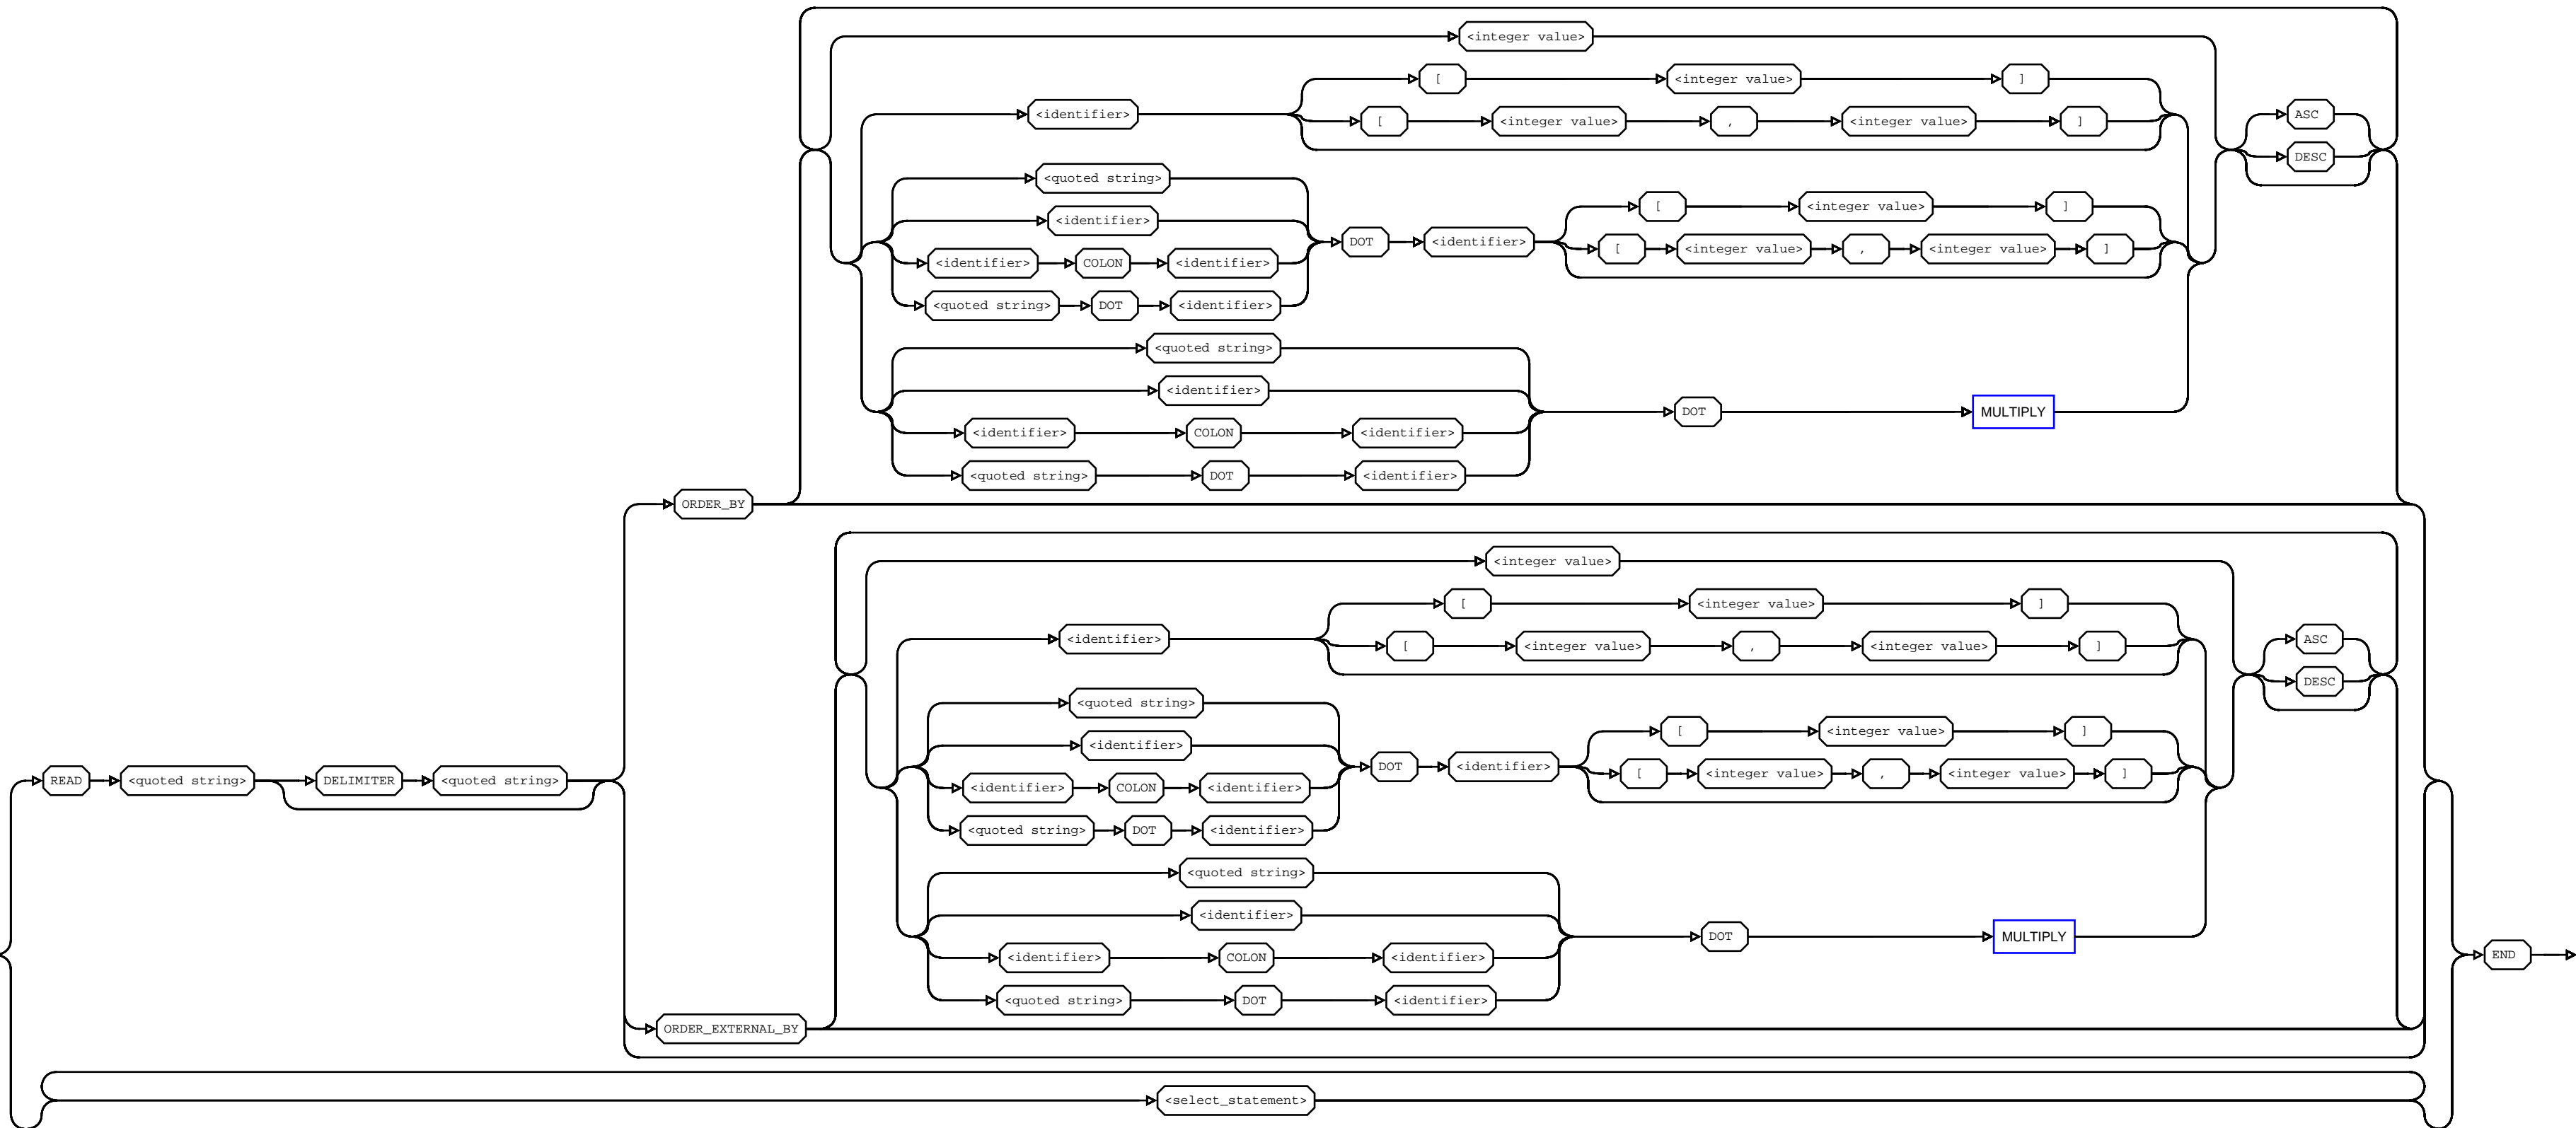 <integer value>
[ <integer value> ]
<identifier> ASC
[ <integer value> , <integer value> ]
DESC
<quoted string>
[ <integer value> ]
<identifier>
DOT <identifier>
[ <integer value> , <integer value> ]
<identifier> COLON <identifier>
<quoted string> DOT <identifier>
<quoted string>
<identifier>
DOT MULTIPLY
<identifier> COLON <identifier>
<quoted string> DOT <identifier>
ORDER_BY
<integer value>
[ <integer value> ]
<identifier> ASC
[ <integer value> , <integer value> ]
DESC
<quoted string>
[ <integer value> ]
<identifier>
DOT <identifier>
[ <integer value> , <integer value> ]
READ <quoted string> DELIMITER <quoted string>
<identifier> COLON <identifier>
<quoted string> DOT <identifier>
<quoted string>
<identifier>
DOT MULTIPLY
<identifier> COLON <identifier>
END
<quoted string> DOT <identifier>
ORDER_EXTERNAL_BY
<select_statement>